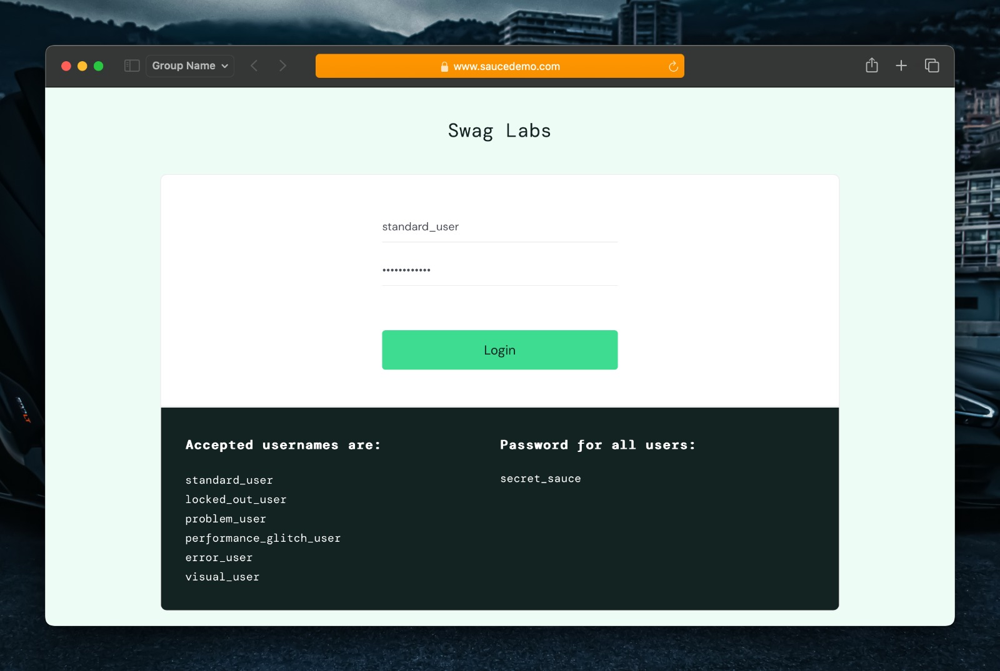 Group Name
www.saucedemo.com
Swag Labs
standard_user
••••••••••••
Login
Accepted usernames are:
standard_user
locked_out_user
problem_user
performance_glitch_user
error_user
visual_user
Password for all users:
secret_sauce